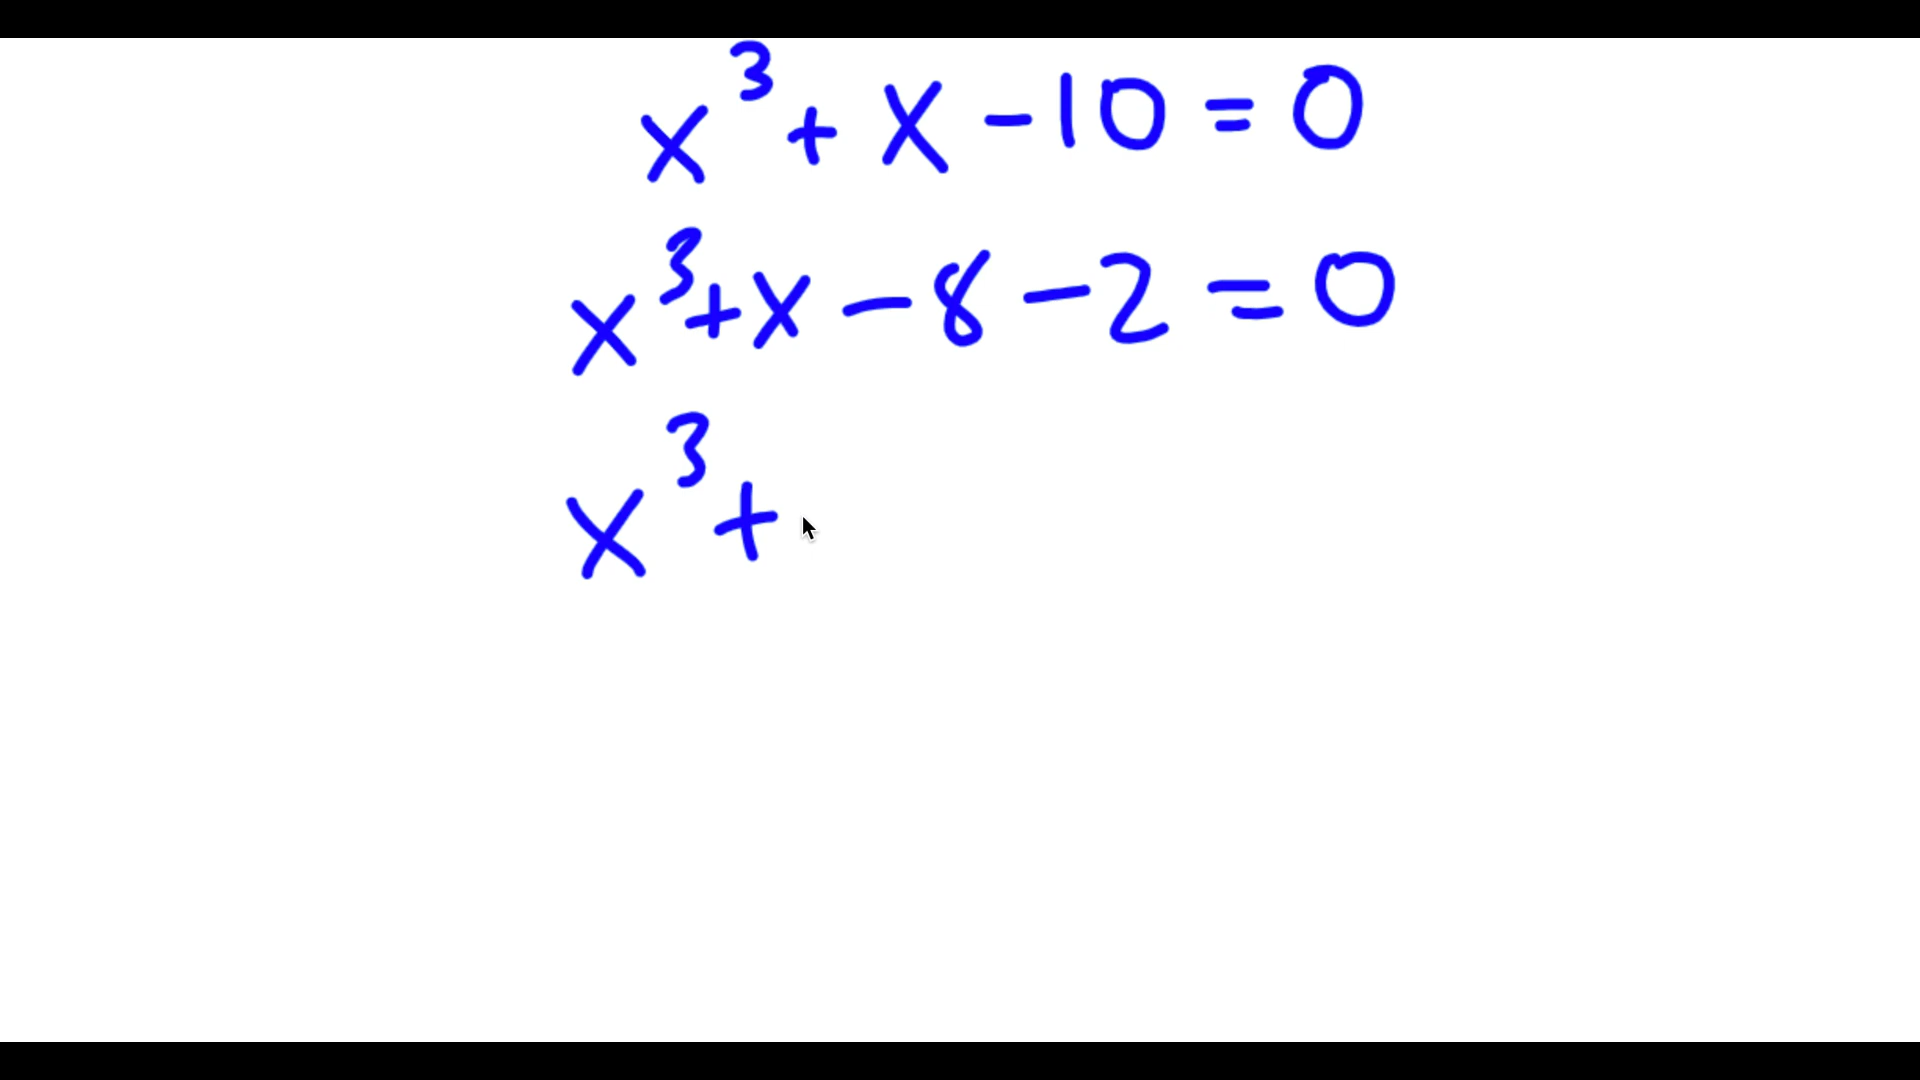 x³ + x - 10 = 0
x³ + x - 8 - 2 = 0
x³ +